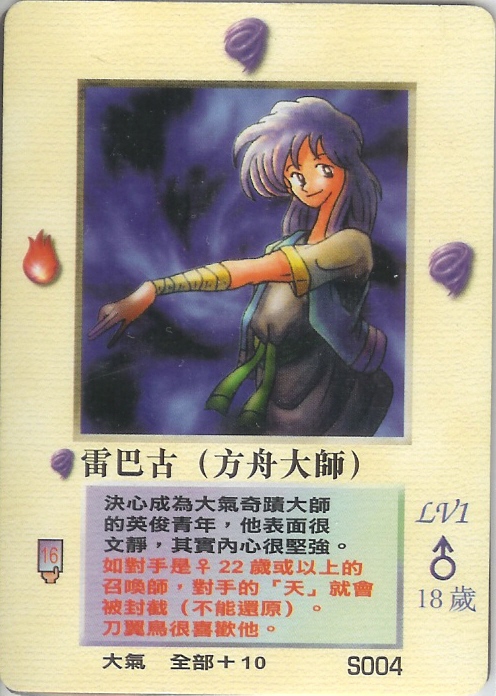 雷巴古（方舟大師）
決心成為大氣奇蹟大師
的英俊青年，他表面很
文靜，其實內心很堅強。
如對手是♀22歲或以上的
召喚師，對手的「天」就會
被封截（不能還原）。
刀翼鳥很喜歡他。
LV1
♂
18歲
16
大氣　全部＋10
S004